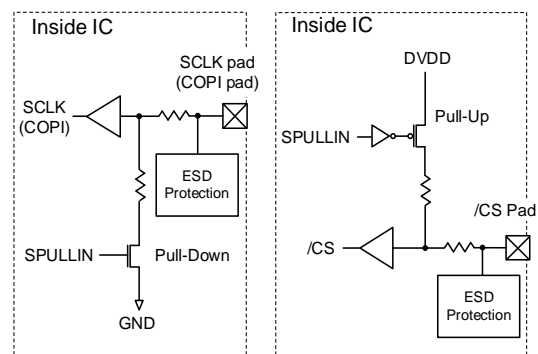 Inside IC
SCLK pad
(COPI pad)
SCLK
(COPI)
ESD
Protection
SPULLIN
Pull-Down
GND
Inside IC
DVDD
Pull-Up
SPULLIN
/CS Pad
/CS
ESD
Protection